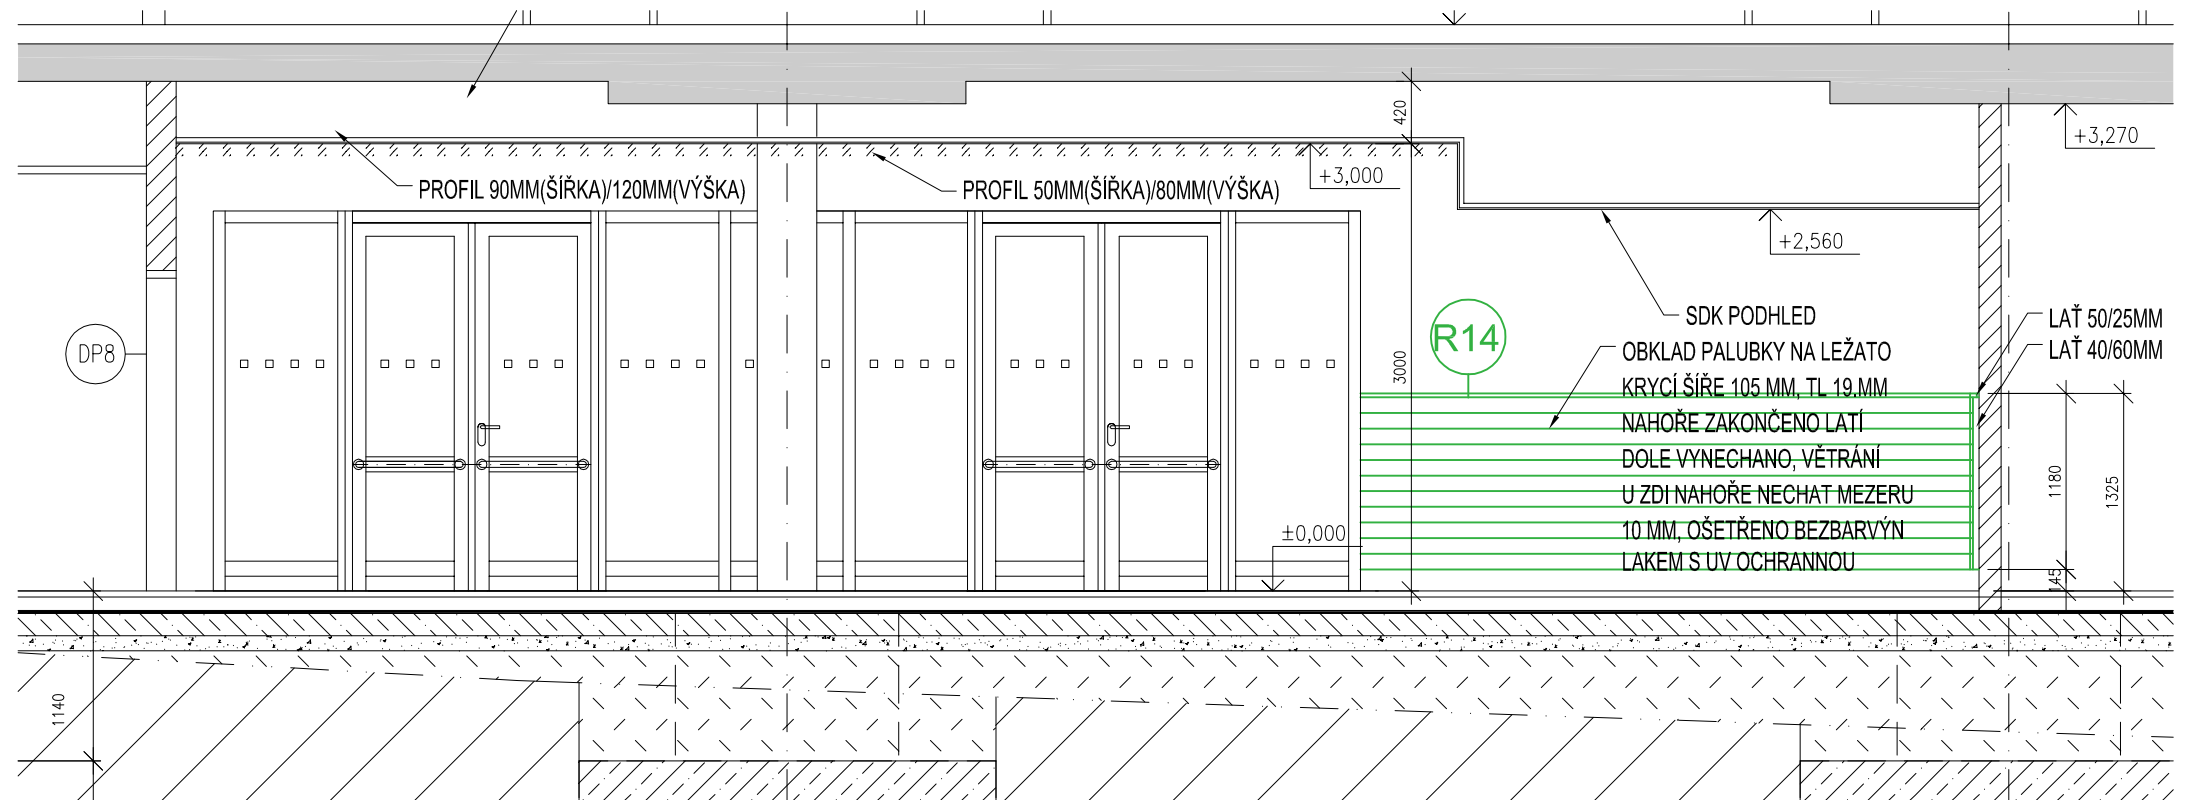 420
+3,270
+3,000
PROFIL 90MM(ŠÍŘKA)/120MM(VÝŠKA)
PROFIL 50MM(ŠÍŘKA)/80MM(VÝŠKA)
+2,560
DP8
R14
3000
SDK PODHLED
OBKLAD PALUBKY NA LEŽATO
KRYCÍ ŠÍŘE 105 MM, TL 19.MM
NAHOŘE ZAKONČENO LATÍ
DOLE VYNECHANO, VĚTRÁNÍ
U ZDI NAHOŘE NECHAT MEZERU
10 MM, OŠETŘENO BEZBARVÝN
LAKEM S UV OCHRANNOU
LAŤ 50/25MM
LAŤ 40/60MM
1180
1325
145
±0,000
1140